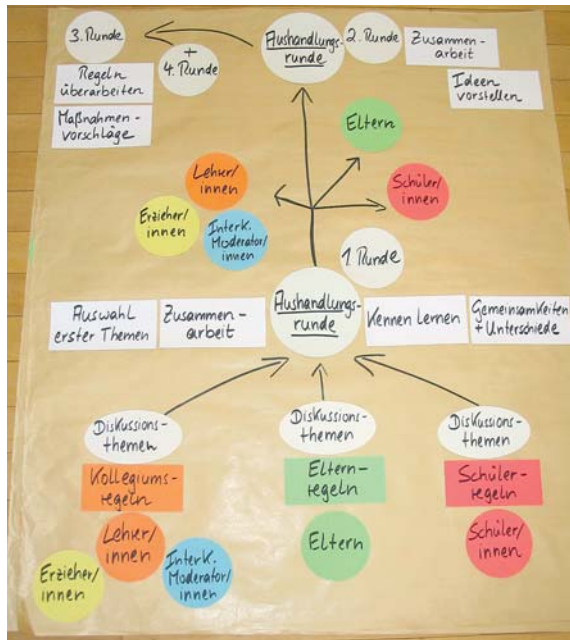 3. Runde
+
4. Runde
Aushandlungs-
runde
2. Runde
Zusammen-
arbeit
Regeln
überarbeiten
Ideen
vorstellen
Maßnahmen-
vorschläge
Eltern
Lehrer/
innen
Schüler/
innen
Erzieher/
innen
Interk.
Moderator/
innen
1. Runde
Auswahl
erster Themen
Zusammen-
arbeit
Aushandlungs-
runde
Kennen lernen
Gemeinsamkeiten
+ Unterschiede
Diskussions-
themen
Diskussions-
themen
Diskussions-
themen
Kollegiums-
regeln
Eltern-
regeln
Schüler-
regeln
Lehrer/
innen
Eltern
Schüler/
innen
Erzieher/
innen
Interk.
Moderator/
innen